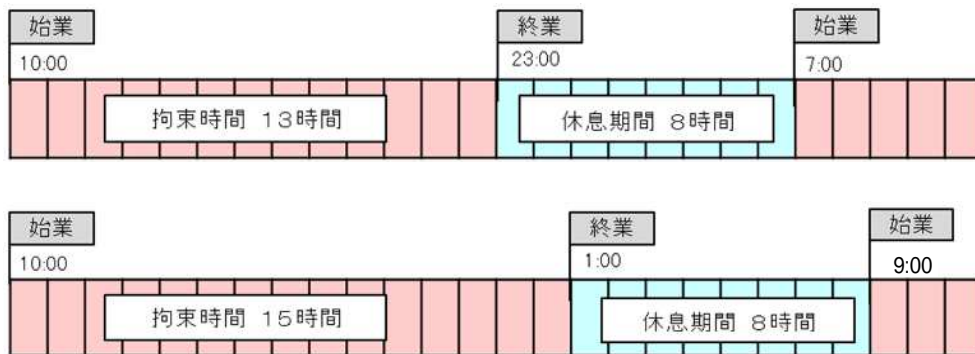 始業 終業 始業
10:00 23:00 7:00
拘束時間 13時間 休息期間 8時間
始業 終業 始業
10:00 1:00 9:00
拘束時間 15時間 休息期間 8時間